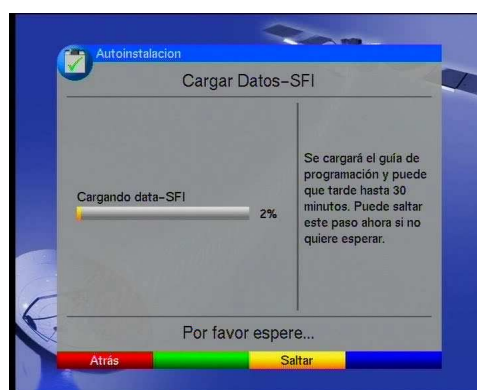 Autoinstalacion
Cargar Datos-SFI
Cargando data-SFI
2%
Se cargará el guía de
programación y puede
que tarde hasta 30
minutos. Puede saltar
este paso ahora si no
quiere esperar.
Por favor espere...
Atrás
Saltar